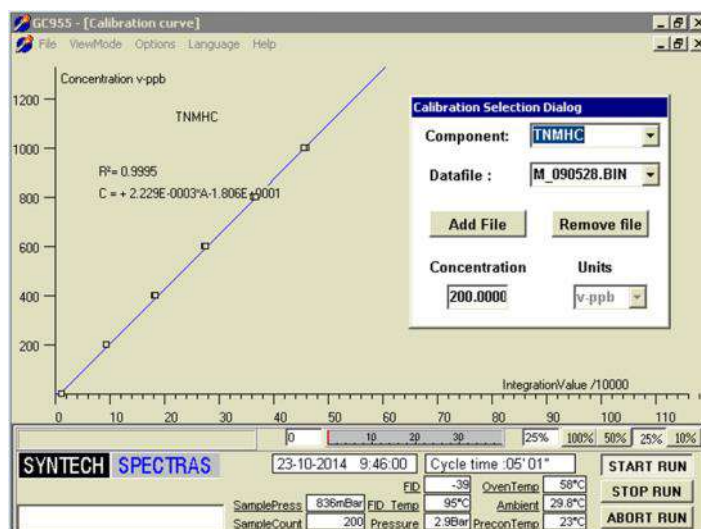 GC955 - [Calibration curve]
File ViewMode Options Language Help
Concentration v-ppb
TNMHC
R²= 0.9995
C = + 2.229E-0003*A-1.806E+0001
1200
1000
800
600
400
200
0 10 20 30 40 50 60 70 80 90 100 110
IntegrationValue /10000
Calibration Selection Dialog
Component: TNMHC
Datafile : M_090528.BIN
Add File Remove file
Concentration Units
200.0000 v-ppb
0 10 20 30 25% 100% 50% 25% 10%
SYNTECH SPECTRAS 23-10-2014 9:46:00 Cycle time :05' 01" START RUN
FID -39 OvenTemp 58°C STOP RUN
SamplePress 836mBar FID_Temp 95°C Ambient 29.8°C
SampleCount 200 Pressure 2.9Bar PreconTemp 23°C ABORT RUN